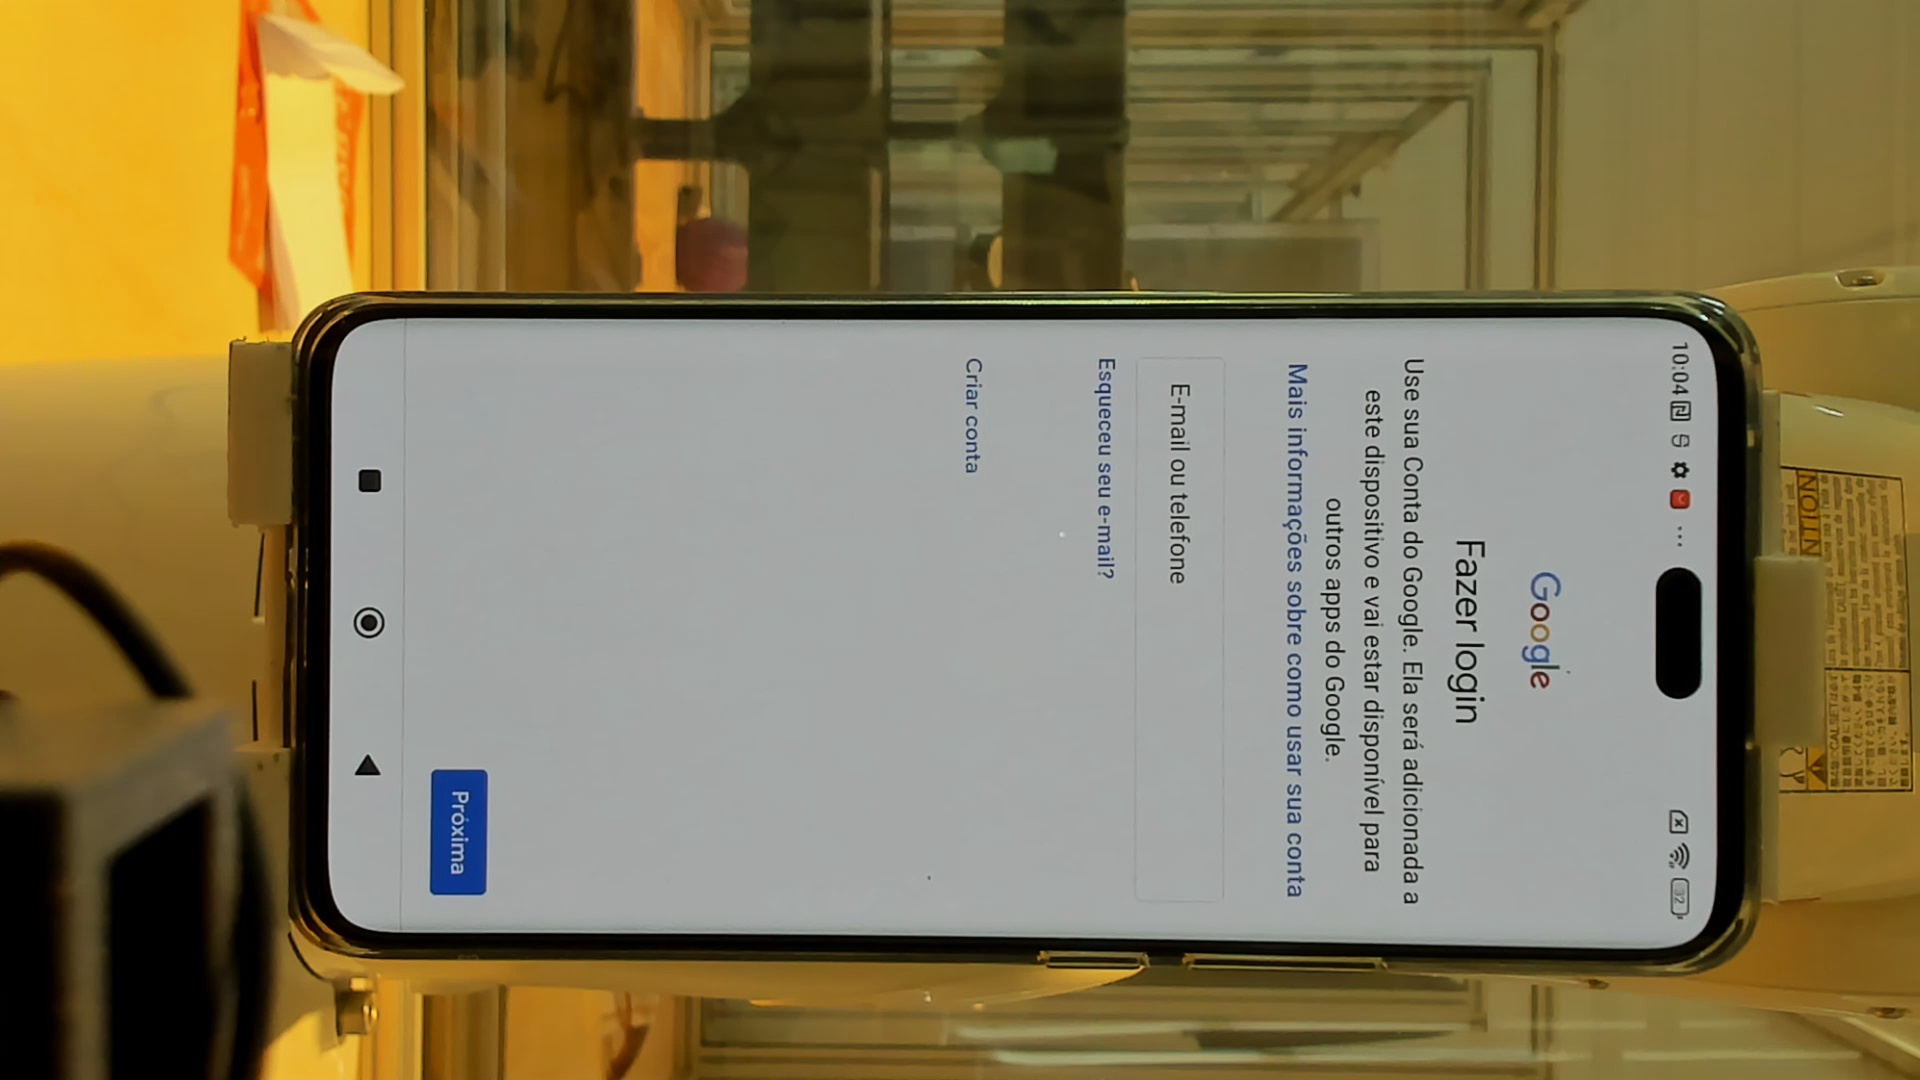 10:04
32
Google
Fazer login
Use sua Conta do Google. Ela será adicionada a
este dispositivo e vai estar disponível para
outros apps do Google.
Mais informações sobre como usar sua conta
E-mail ou telefone
Esqueceu seu e-mail?
Criar conta
Próxima